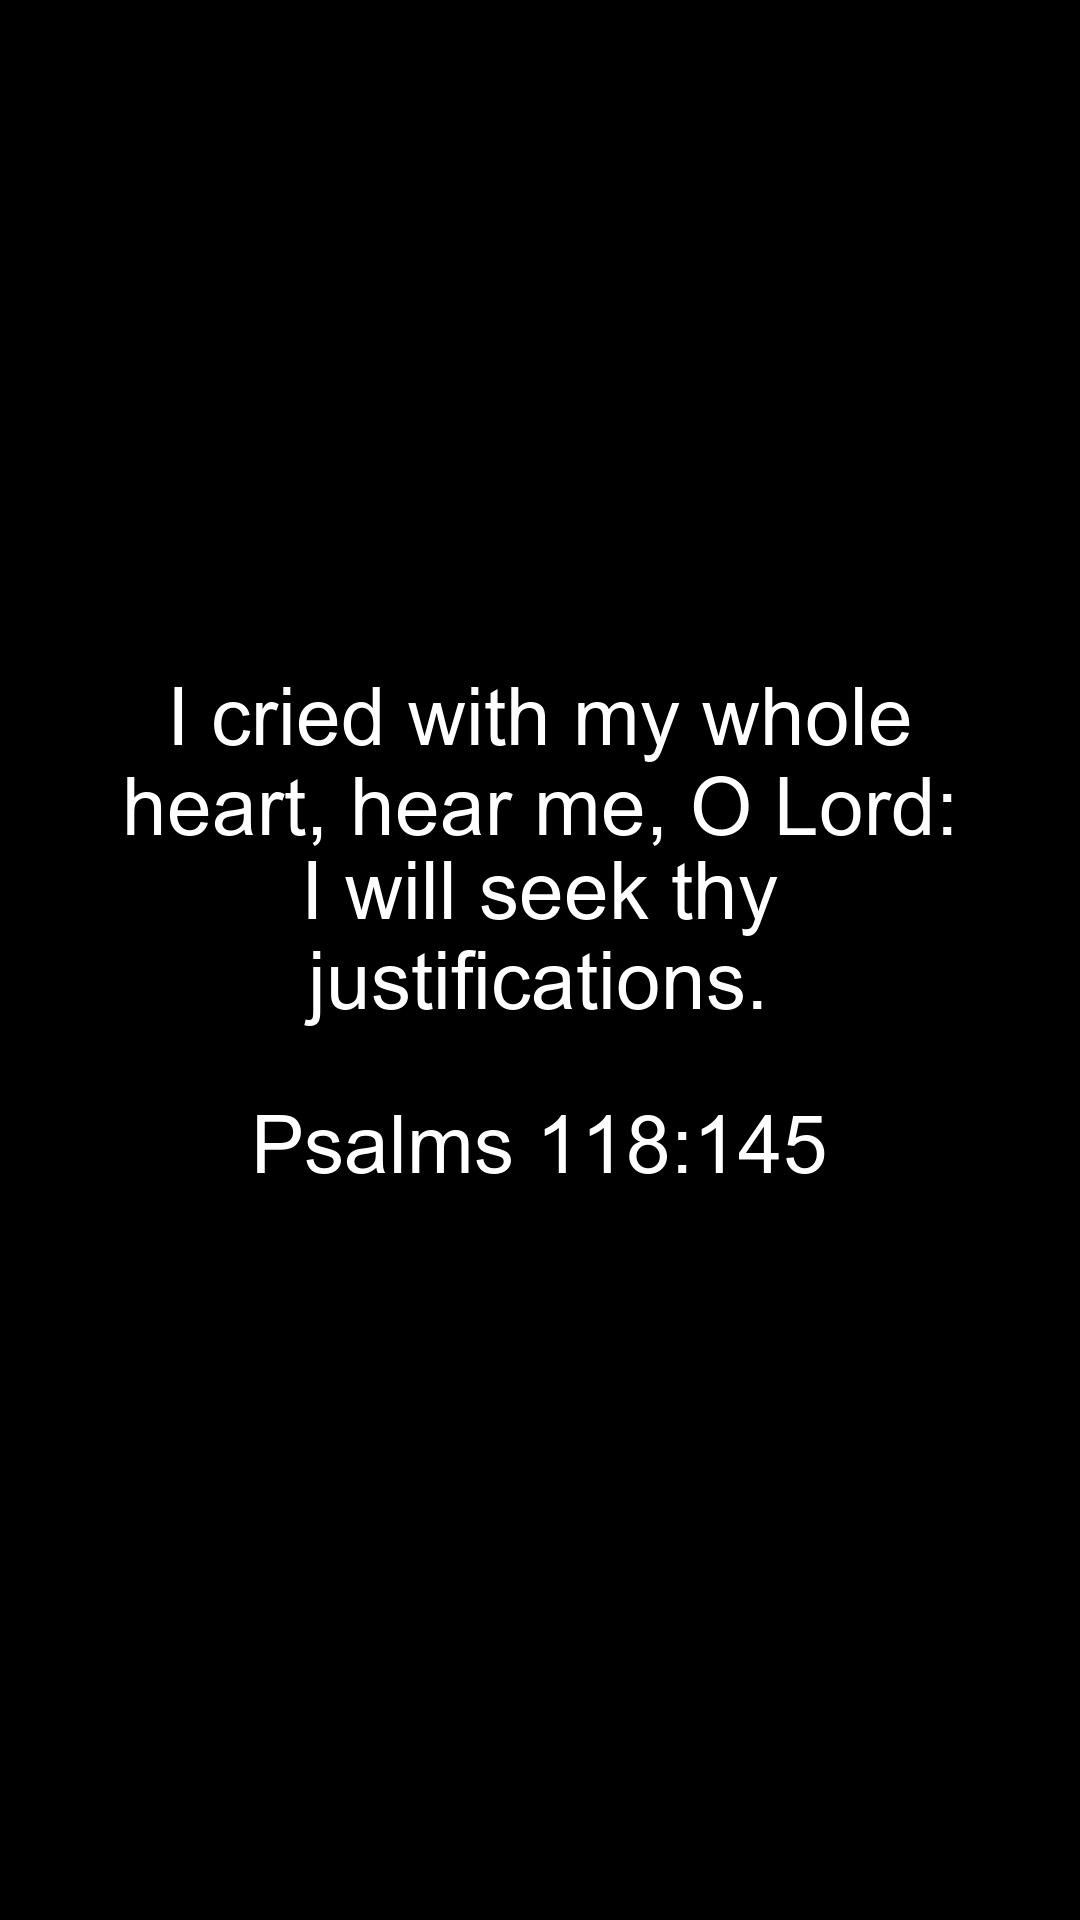 I cried with my whole
heart, hear me, O Lord:
I will seek thy
justifications.
Psalms 118:145